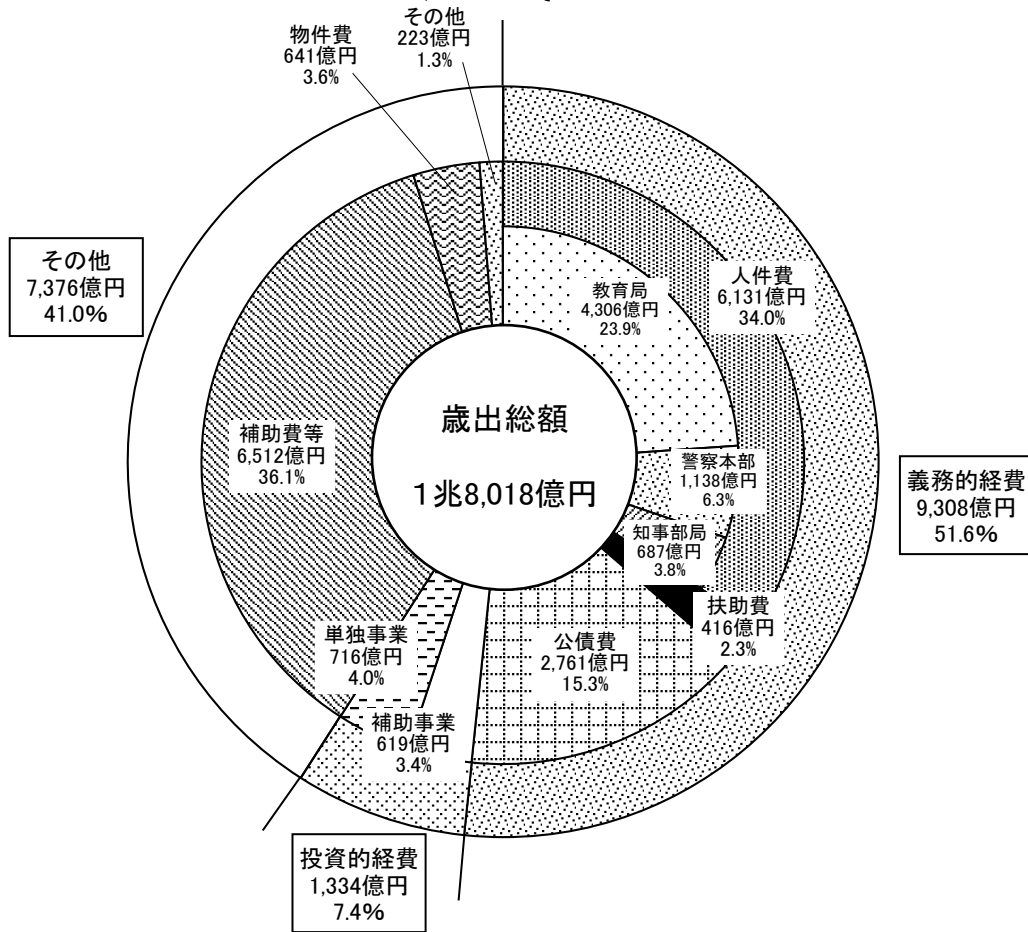 物件費
641億円
3.6%
その他
223億円
1.3%
その他
7,376億円
41.0%
人件費
6,131億円
34.0%
教育局
4,306億円
23.9%
歳出総額
1兆8,018億円
補助費等
6,512億円
36.1%
警察本部
1,138億円
6.3%
義務的経費
9,308億円
51.6%
知事部局
687億円
3.8%
扶助費
416億円
2.3%
公債費
2,761億円
15.3%
単独事業
716億円
4.0%
補助事業
619億円
3.4%
投資的経費
1,334億円
7.4%